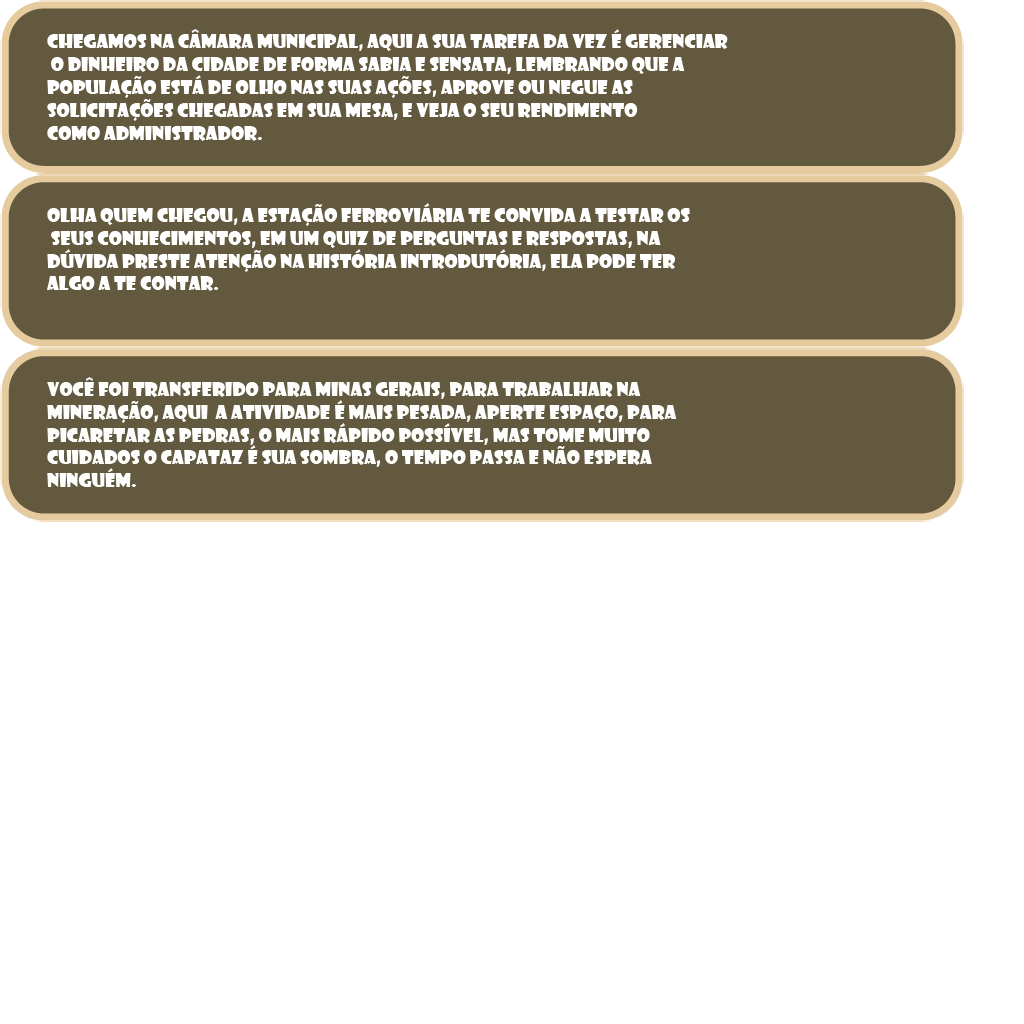 CHEGAMOS NA CÂMARA MUNICIPAL, AQUI A SUA TAREFA DA VEZ É GERENCIAR
O DINHEIRO DA CIDADE DE FORMA SABIA E SENSATA, LEMBRANDO QUE A
POPULAÇÃO ESTÁ DE OLHO NAS SUAS AÇÕES, APROVE OU NEGUE AS
SOLICITAÇÕES CHEGADAS EM SUA MESA, E VEJA O SEU RENDIMENTO
COMO ADMINISTRADOR.
OLHA QUEM CHEGOU, A ESTAÇÃO FERROVIÁRIA TE CONVIDA A TESTAR OS
SEUS CONHECIMENTOS, EM UM QUIZ DE PERGUNTAS E RESPOSTAS, NA
DÚVIDA PRESTE ATENÇÃO NA HISTÓRIA INTRODUTÓRIA, ELA PODE TER
ALGO A TE CONTAR.
VOCÊ FOI TRANSFERIDO PARA MINAS GERAIS, PARA TRABALHAR NA
MINERAÇÃO, AQUI  A ATIVIDADE É MAIS PESADA, APERTE ESPAÇO, PARA
PICARETAR AS PEDRAS, O MAIS RÁPIDO POSSÍVEL, MAS TOME MUITO
CUIDADOS O CAPATAZ É SUA SOMBRA, O TEMPO PASSA E NÃO ESPERA
NINGUÉM.